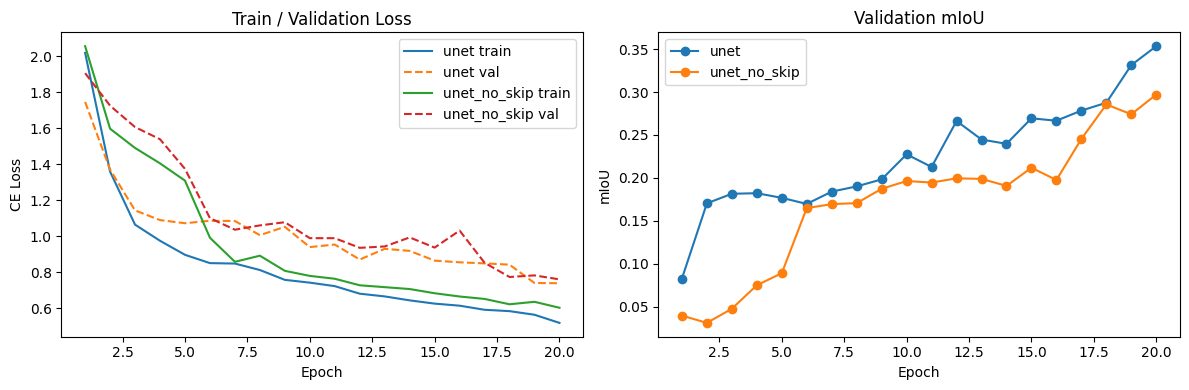 Train / Validation Loss
CE Loss
2.0
1.8
1.6
1.4
1.2
1.0
0.8
0.6
unet train
unet val
unet_no_skip train
unet_no_skip val
2.5 5.0 7.5 10.0 12.5 15.0 17.5 20.0
Epoch
Validation mIoU
mIoU
0.35
0.30
0.25
0.20
0.15
0.10
0.05
unet
unet_no_skip
2.5 5.0 7.5 10.0 12.5 15.0 17.5 20.0
Epoch